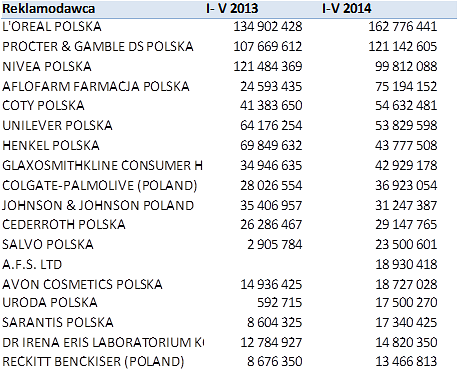 Reklamodawca I- V 2013 I-V 2014
L'OREAL POLSKA 134 902 428 162 776 441
PROCTER & GAMBLE DS POLSKA 107 669 612 121 142 605
NIVEA POLSKA 121 484 369 99 812 088
AFLOFARM FARMACJA POLSKA 24 593 435 75 194 152
COTY POLSKA 41 383 650 54 632 481
UNILEVER POLSKA 64 176 254 53 829 598
HENKEL POLSKA 69 849 632 43 777 508
GLAXOSMITHKLINE CONSUMER H 34 946 635 42 929 178
COLGATE-PALMOLIVE (POLAND) 28 026 554 36 923 054
JOHNSON & JOHNSON POLAND 35 406 957 31 247 387
CEDERROTH POLSKA 26 286 467 29 147 765
SALVO POLSKA 2 905 784 23 500 601
A.F.S. LTD 18 930 418
AVON COSMETICS POLSKA 14 936 425 18 727 028
URODA POLSKA 592 715 17 500 270
SARANTIS POLSKA 8 604 325 17 340 425
DR IRENA ERIS LABORATORIUM KO 12 784 927 14 820 350
RECKITT BENCKISER (POLAND) 8 676 350 13 466 813